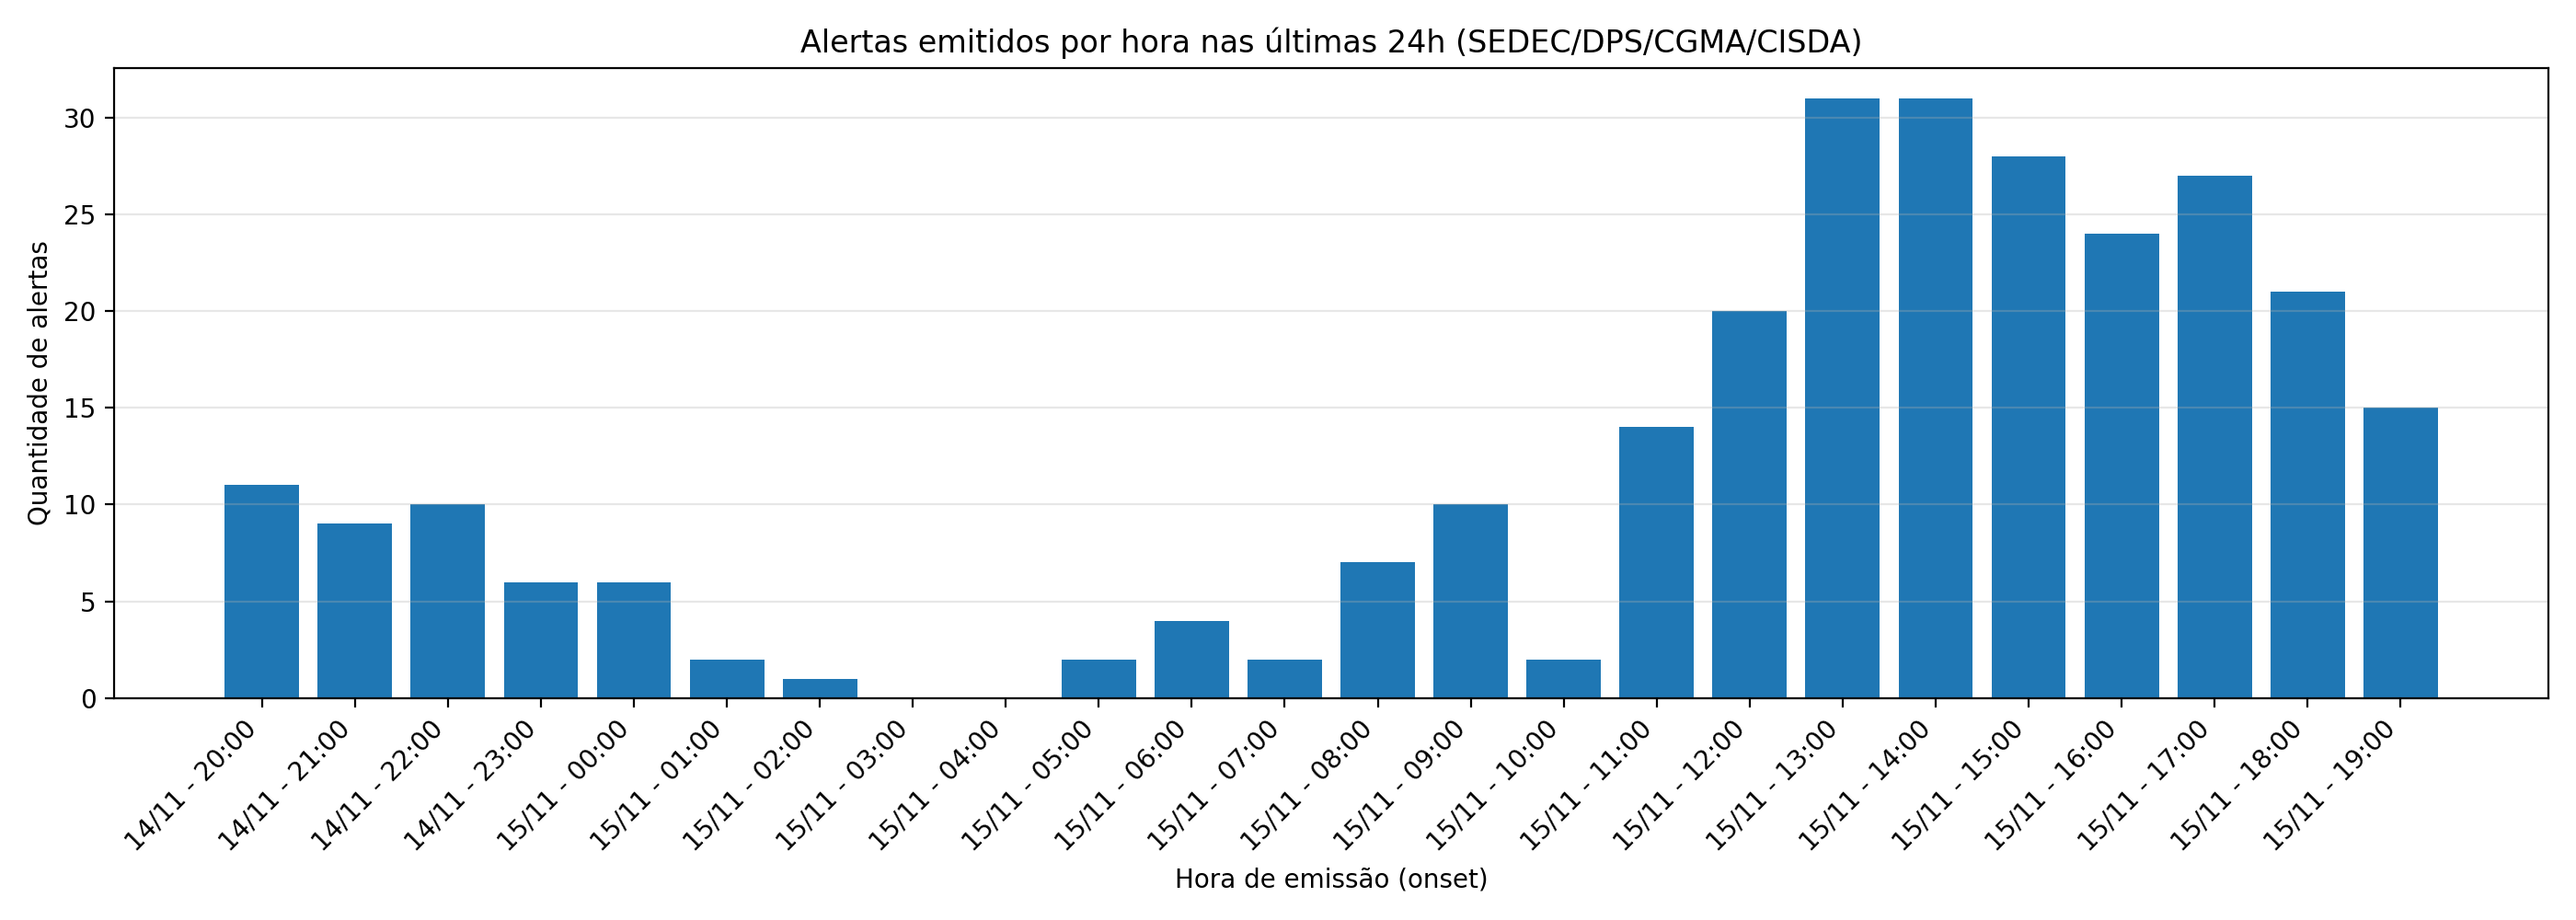 Alertas emitidos por hora nas últimas 24h (SEDEC/DPS/CGMA/CISDA)
Quantidade de alertas
30
25
20
15
10
5
0
14/11 - 20:00
14/11 - 21:00
14/11 - 22:00
14/11 - 23:00
15/11 - 00:00
15/11 - 01:00
15/11 - 02:00
15/11 - 03:00
15/11 - 04:00
15/11 - 05:00
15/11 - 06:00
15/11 - 07:00
15/11 - 08:00
15/11 - 09:00
15/11 - 10:00
15/11 - 11:00
15/11 - 12:00
15/11 - 13:00
15/11 - 14:00
15/11 - 15:00
15/11 - 16:00
15/11 - 17:00
15/11 - 18:00
15/11 - 19:00
Hora de emissão (onset)